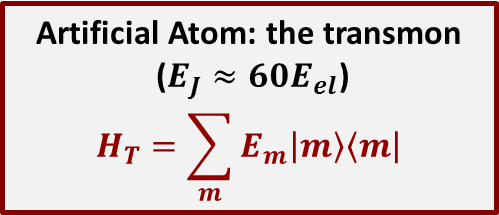 Artificial Atom: the transmon
(E_J ≈ 60E_el)
H_T = ∑_m E_m|m⟩⟨m|